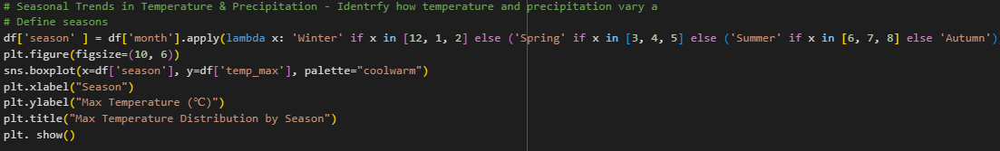 # Seasonal Trends in Temperature & Precipitation - Identrfy how temperature and precipitation vary a
# Define seasons
df['season' ] = df['month'].apply(lambda x: 'Winter' if x in [12, 1, 2] else ('Spring' if x in [3, 4, 5] else ('Summer' if x in [6, 7, 8] else 'Autumn')
plt.figure(figsize=(10, 6))
sns.boxplot(x=df['season'], y=df['temp_max'], palette="coolwarm")
plt.xlabel("Season")
plt.ylabel("Max Temperature (℃)")
plt.title("Max Temperature Distribution by Season")
plt. show()